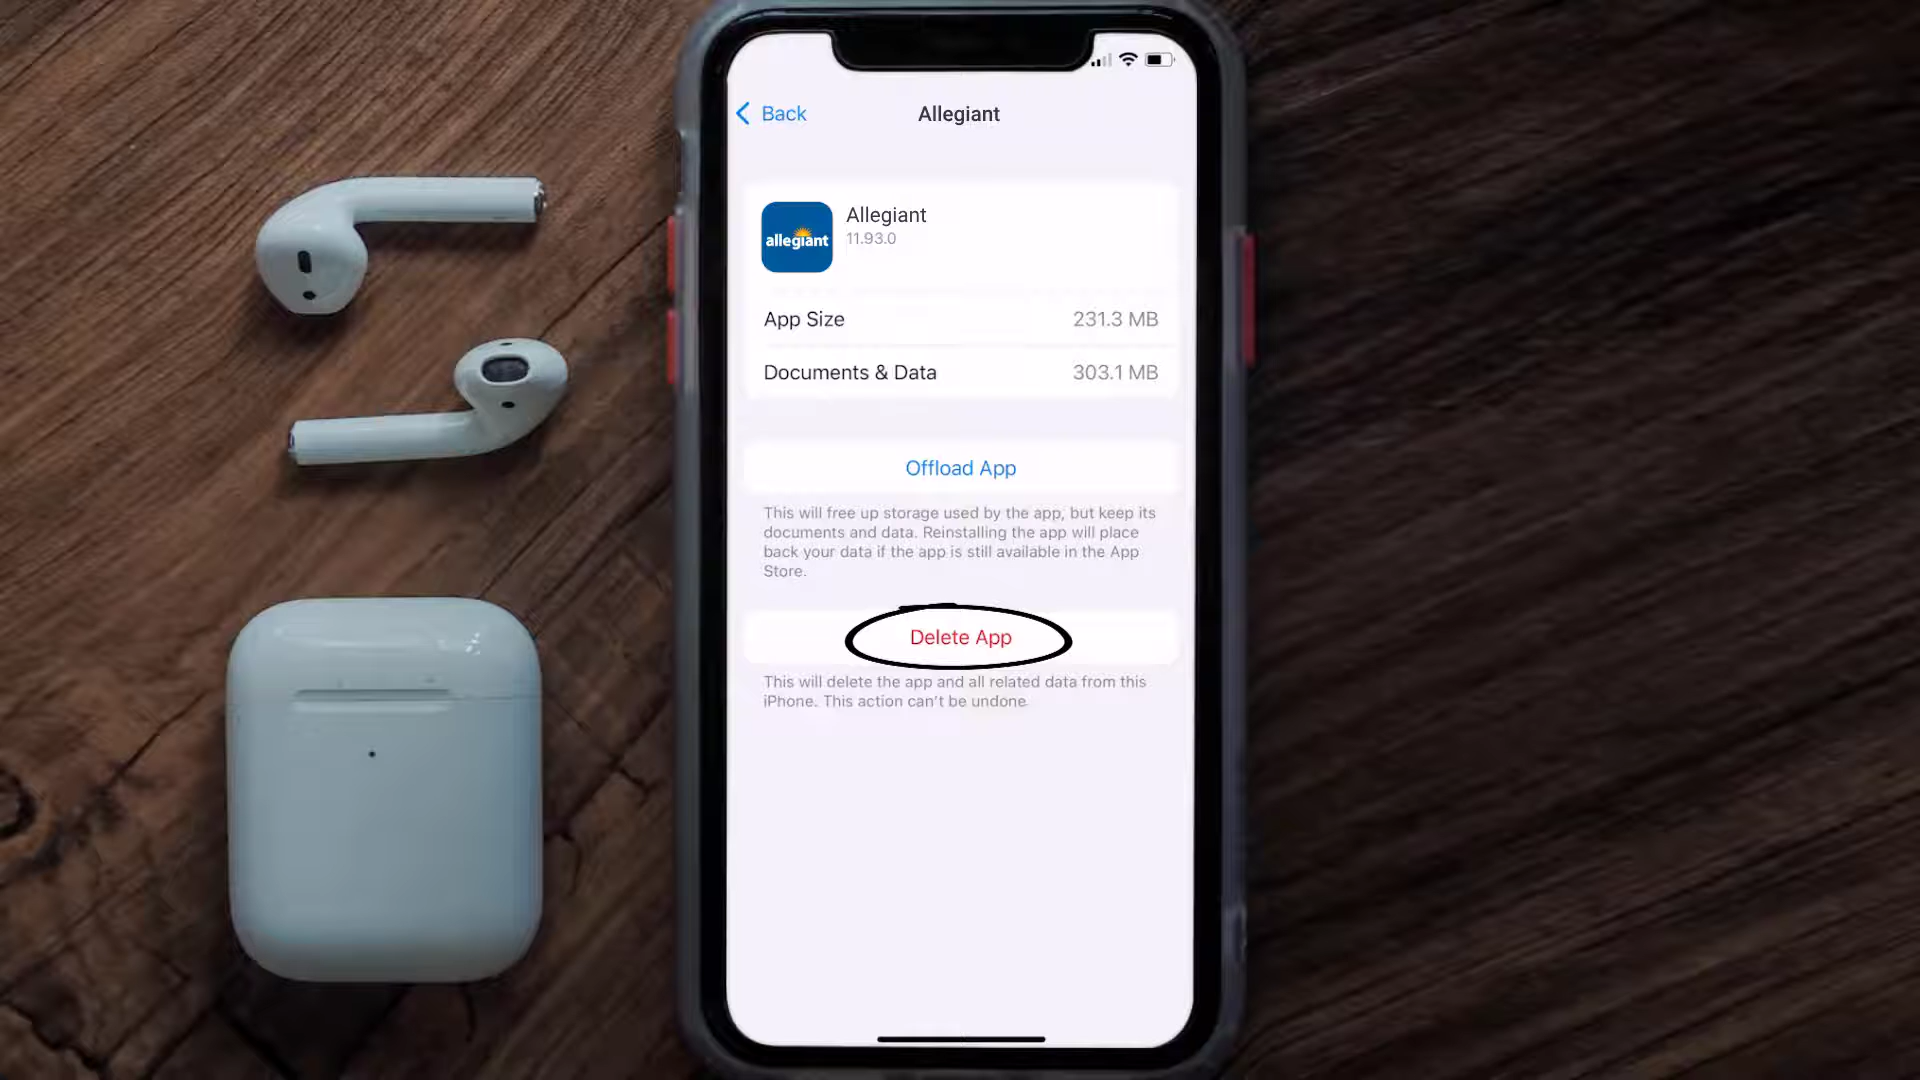 Back
Allegiant
allegiant
Allegiant
11.93.0
App Size
231.3 MB
Documents & Data
303.1 MB
Offload App
This will free up storage used by the app, but keep its
documents and data. Reinstalling the app will place
back your data if the app is still available in the App
Store.
Delete App
This will delete the app and all related data from this
iPhone. This action can't be undone.